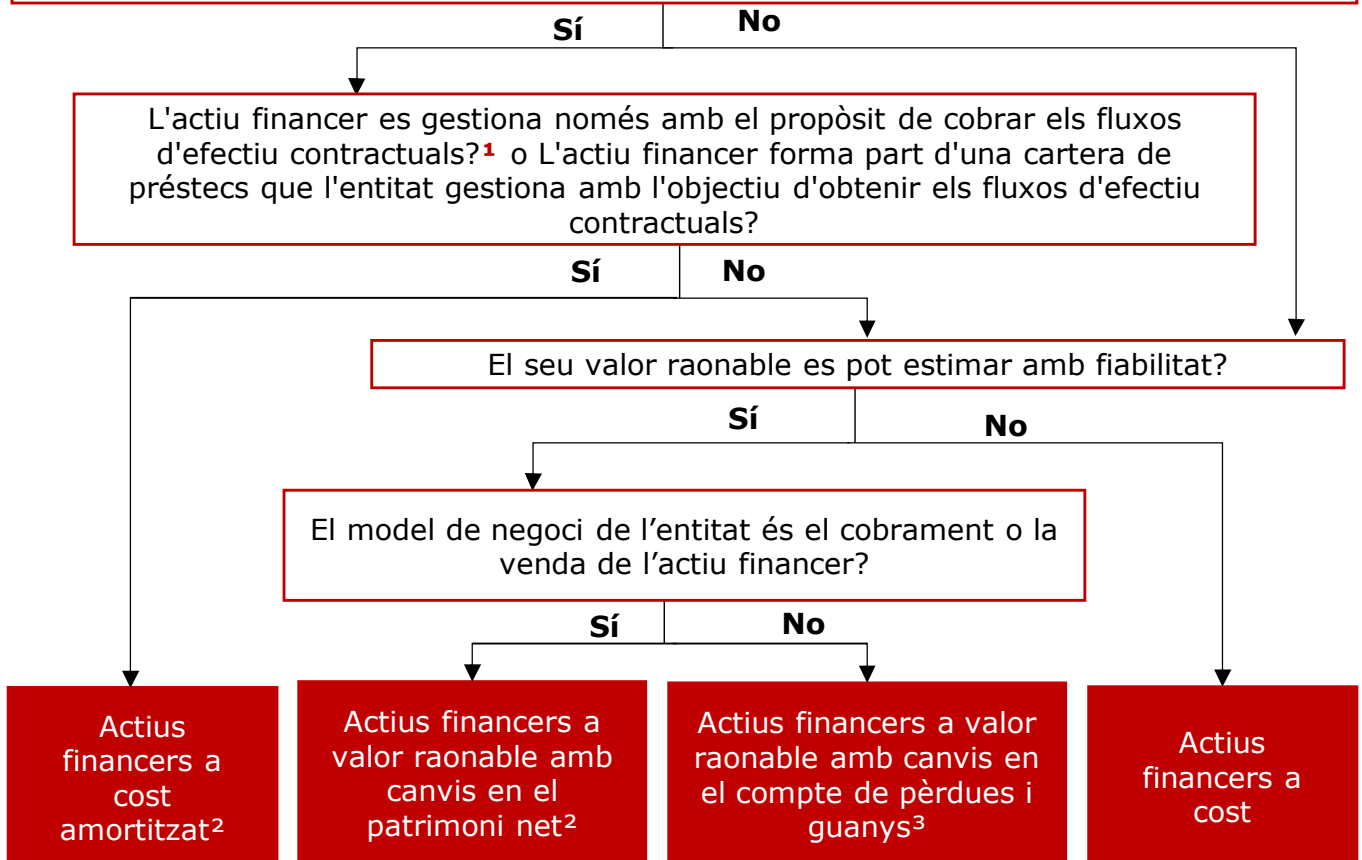 Sí
No
L'actiu financer es gestiona només amb el propòsit de cobrar els fluxos
d'efectiu contractuals?¹ o L'actiu financer forma part d'una cartera de
préstecs que l'entitat gestiona amb l'objectiu d'obtenir els fluxos d'efectiu
contractuals?
Sí
No
El seu valor raonable es pot estimar amb fiabilitat?
Sí
No
El model de negoci de l’entitat és el cobrament o la
venda de l’actiu financer?
Sí
No
Actius
financers a
cost
amortitzat²
Actius financers a
valor raonable amb
canvis en el
patrimoni net²
Actius financers a valor
raonable amb canvis en
el compte de pèrdues i
guanys³
Actius
financers a
cost